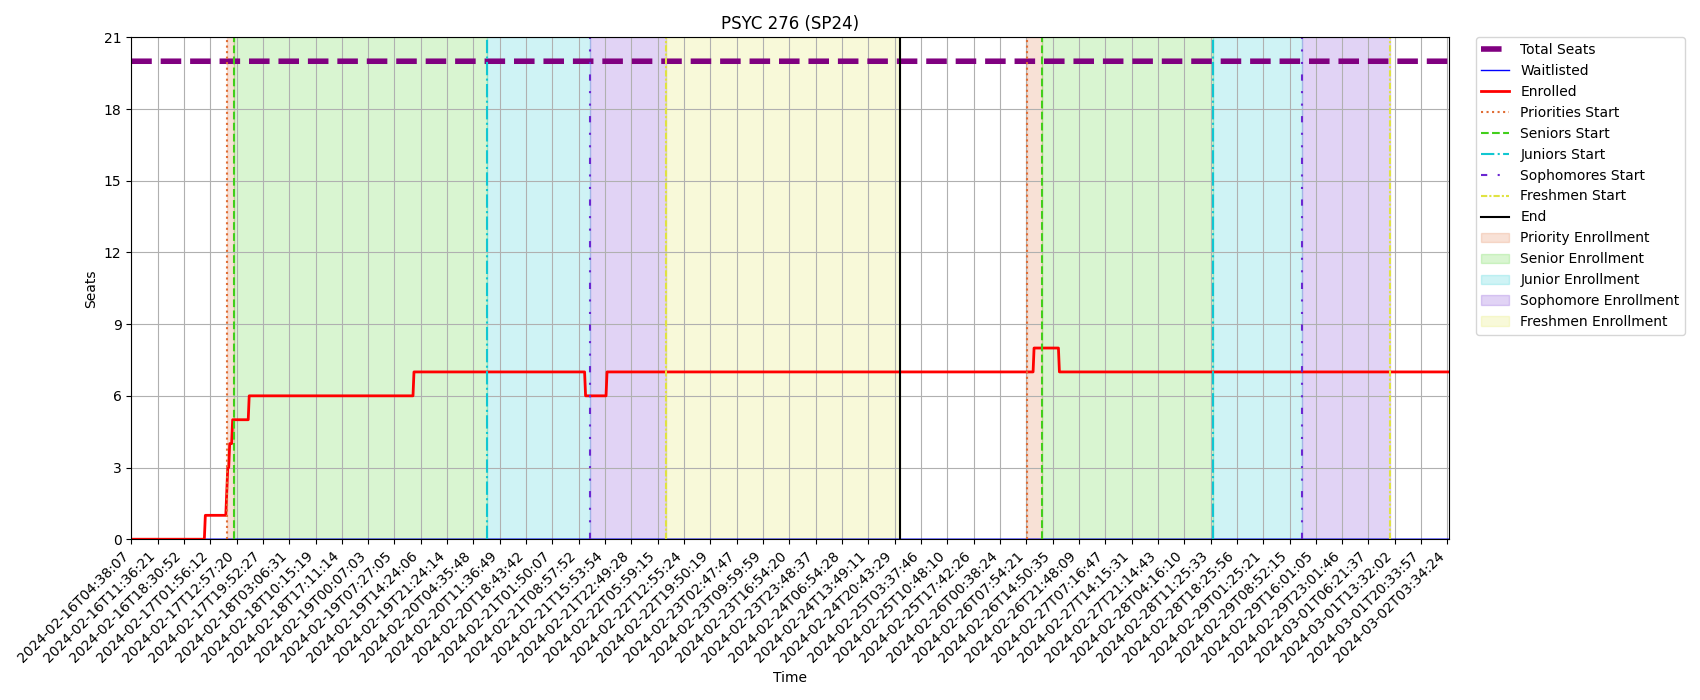 PSYC 276 (SP24)
21
18
15
12
9
6
3
0
Seats
2024-02-16T04:38:07
2024-02-16T11:36:21
2024-02-16T18:30:52
2024-02-17T01:56:12
2024-02-17T12:57:20
2024-02-17T19:52:27
2024-02-18T03:06:31
2024-02-18T10:15:19
2024-02-18T17:11:14
2024-02-19T00:07:03
2024-02-19T07:27:05
2024-02-19T14:24:06
2024-02-19T21:24:14
2024-02-20T04:35:48
2024-02-20T11:36:49
2024-02-20T18:43:42
2024-02-21T01:50:07
2024-02-21T08:57:52
2024-02-21T15:53:54
2024-02-21T22:49:28
2024-02-22T05:59:15
2024-02-22T12:55:24
2024-02-22T19:50:19
2024-02-23T02:47:47
2024-02-23T09:59:59
2024-02-23T16:54:20
2024-02-23T23:48:37
2024-02-24T06:54:28
2024-02-24T13:49:11
2024-02-24T20:43:29
2024-02-25T03:37:46
2024-02-25T10:48:10
2024-02-25T17:42:26
2024-02-26T00:38:24
2024-02-26T07:54:21
2024-02-26T14:50:35
2024-02-26T21:48:09
2024-02-27T07:16:47
2024-02-27T14:15:31
2024-02-27T21:14:43
2024-02-28T04:16:10
2024-02-28T11:25:33
2024-02-28T18:25:56
2024-02-29T01:25:21
2024-02-29T08:52:15
2024-02-29T16:01:05
2024-02-29T23:01:46
2024-03-01T06:21:37
2024-03-01T13:32:02
2024-03-01T20:33:57
2024-03-02T03:34:24
Time
Total Seats
Waitlisted
Enrolled
Priorities Start
Seniors Start
Juniors Start
Sophomores Start
Freshmen Start
End
Priority Enrollment
Senior Enrollment
Junior Enrollment
Sophomore Enrollment
Freshmen Enrollment